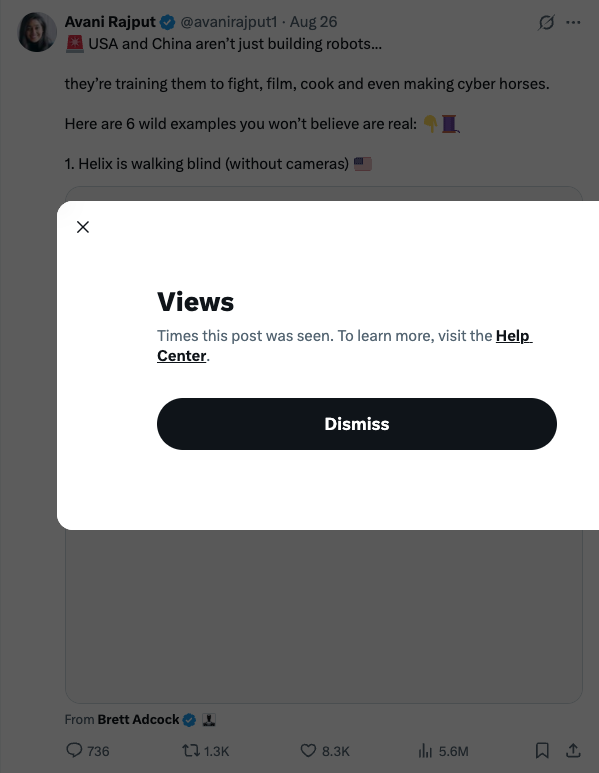 Avani Rajput @avanirajput1 · Aug 26
🚨 USA and China aren't just building robots...
they're training them to fight, film, cook and even making cyber horses.
Here are 6 wild examples you won't believe are real: 👇 🧵
1. Helix is walking blind (without cameras) 🇺🇸
Views
Times this post was seen. To learn more, visit the Help
Center.
Dismiss
From Brett Adcock
736 1.3K 8.3K 5.6M